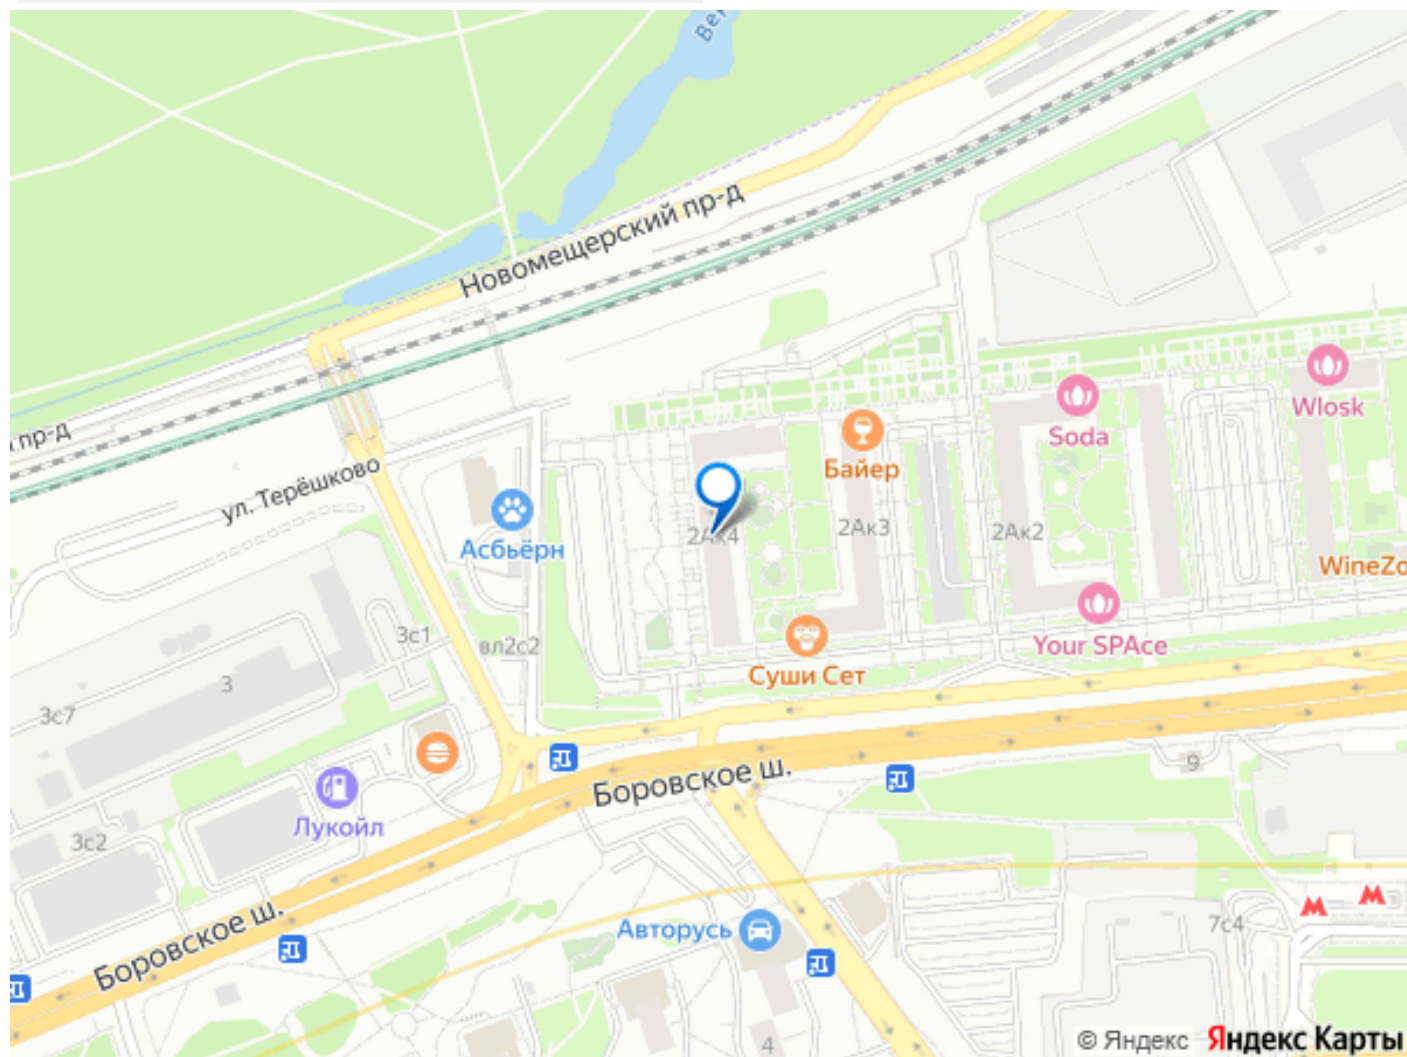 Новомещерский пр-д
пр-д
ул. Терёшково
Wlosk
Soda
Байер
2Ак4
2Ак3
2Ак2
Асбьёрн
WineZo
Your SPAce
3с1
вл2с2
Суши Сет
3
3с7
9
Боровское ш.
Лукойл
3с2
Боровское ш.
Авторусь
7с4
4
© Яндекс Яндекс Карты